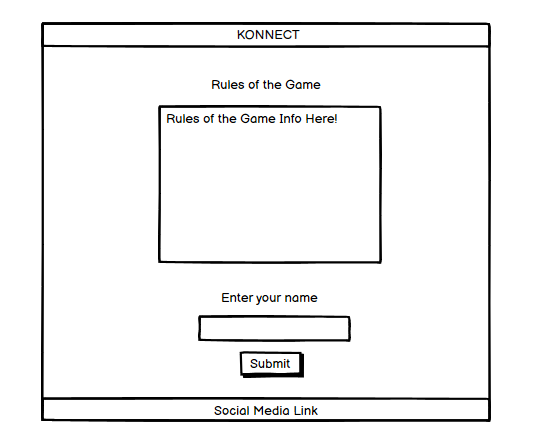 KONNECT
Rules of the Game
Rules of the Game Info Here!
Enter your name
Submit
Social Media Link